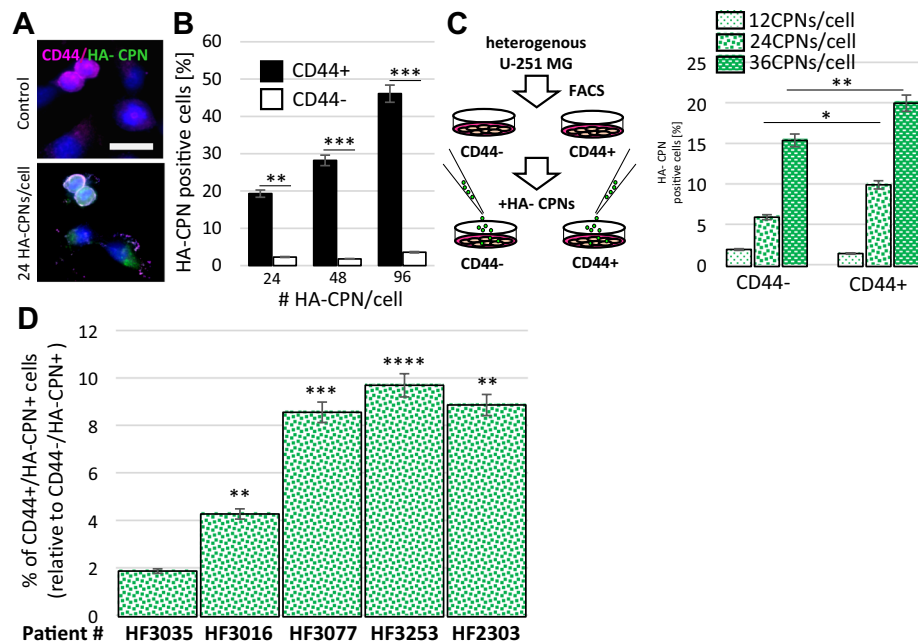 A
CD44/HA- CPN
Control
24 HA-CPNs/cell
B
HA-CPN positive cells [%]
60
50
40
30
20
10
0
CD44+
CD44-
**
***
***
24 48 96
# HA-CPN/cell
C
heterogenous
U-251 MG
FACS
CD44- CD44+
+HA- CPNs
CD44- CD44+
12CPNs/cell
24CPNs/cell
36CPNs/cell
HA- CPN
positive cells [%]
25
20
15
10
5
0
**
*
CD44- CD44+
D
% of CD44+/HA-CPN+ cells
(relative to CD44-/HA-CPN+)
12
10
8
6
4
2
0
**
***
****
**
Patient # HF3035 HF3016 HF3077 HF3253 HF2303